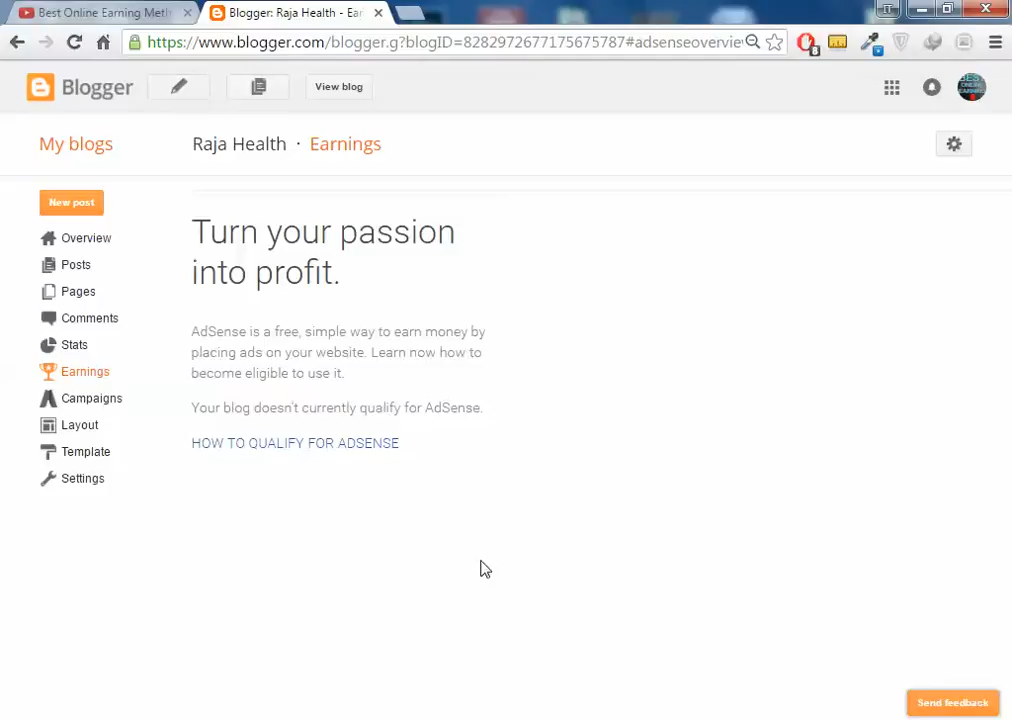 Best Online Earning Meth
Blogger: Raja Health - Ear
https://www.blogger.com/blogger.g?blogID=8282972677175675787#adsenseovervie
Blogger
View blog
My blogs
Raja Health · Earnings
New post
Overview
Posts
Pages
Comments
Stats
Earnings
Campaigns
Layout
Template
Settings
Turn your passion
into profit.
AdSense is a free, simple way to earn money by
placing ads on your website. Learn now how to
become eligible to use it.
Your blog doesn't currently qualify for AdSense.
HOW TO QUALIFY FOR ADSENSE
Send feedback